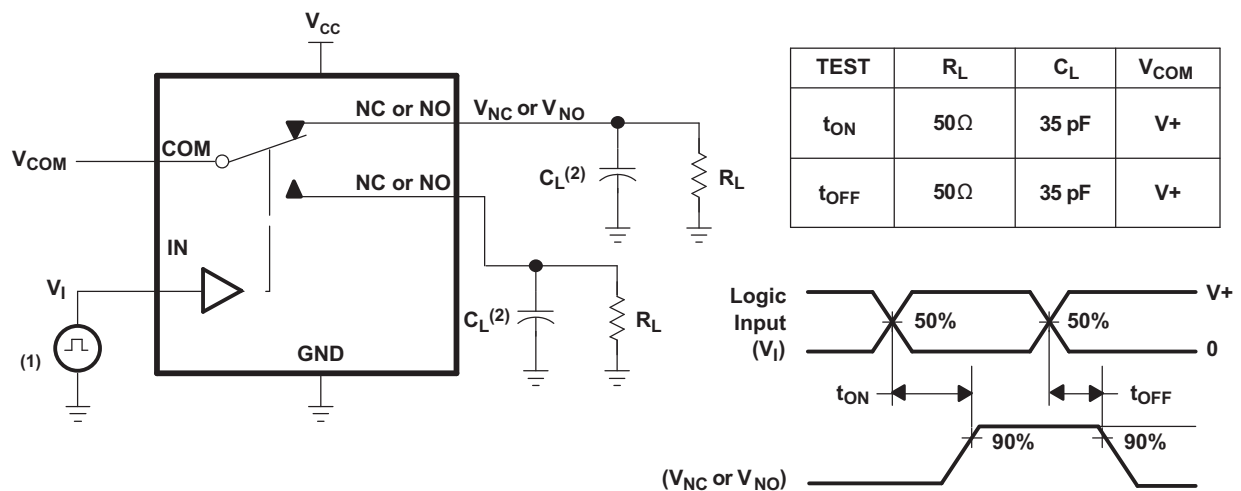 VCC
NC or NO
VNC or VNO
VCOM
COM
CL(2)
RL
NC or NO
IN
VI
CL(2)
RL
(1)
GND
TEST RL CL VCOM
tON 50Ω 35 pF V+
tOFF 50Ω 35 pF V+
Logic
Input
(VI)
V+
50%
50%
0
tON
tOFF
90%
90%
(VNC or VNO)